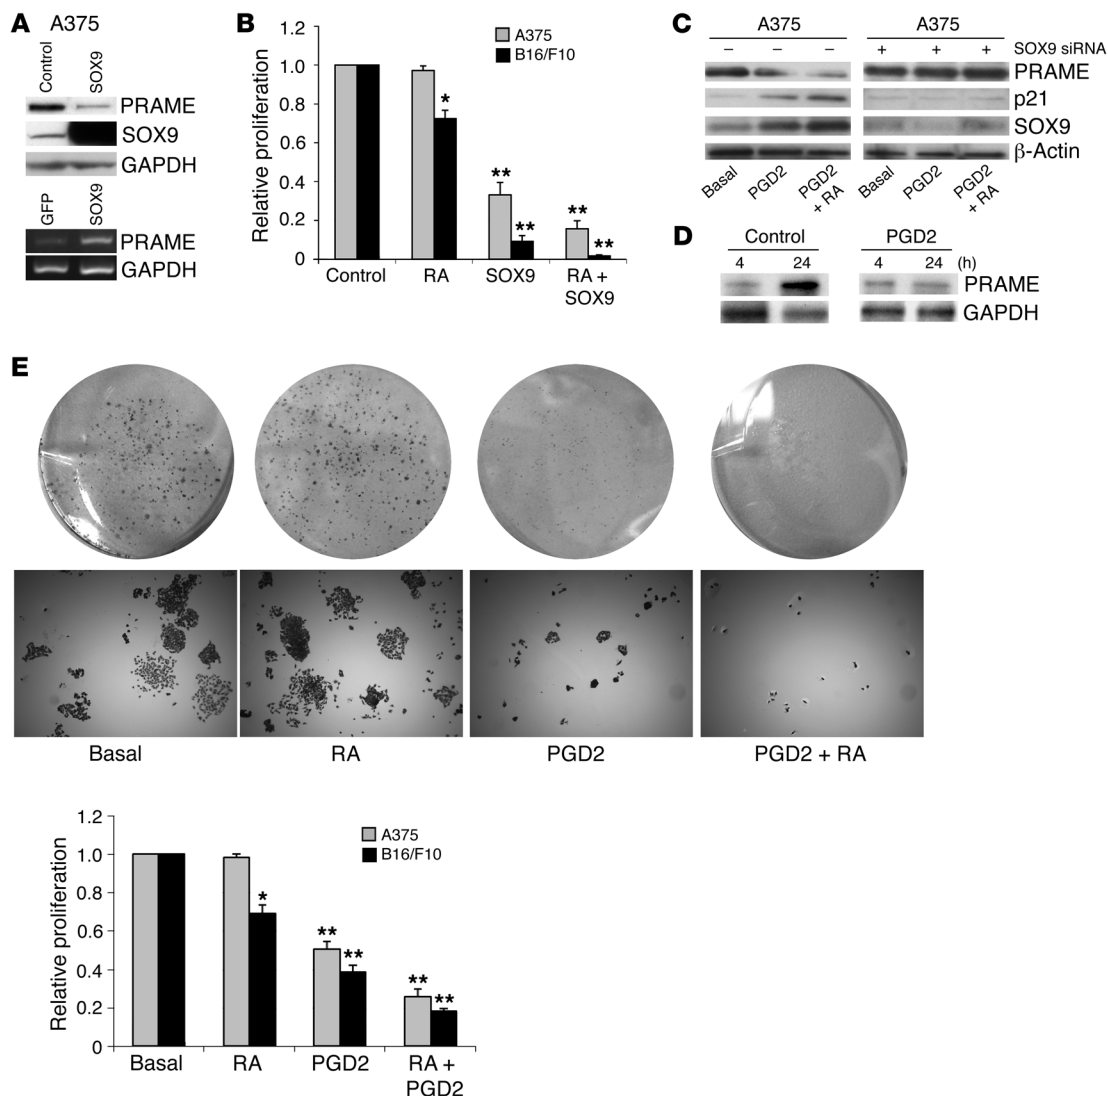 A
A375
Control
SOX9
PRAME
SOX9
GAPDH
GFP
SOX9
PRAME
GAPDH
B
1.2
1.0
0.8
0.6
0.4
0.2
0
Relative proliferation
A375
B16/F10
*
**
**
**
**
Control
RA
SOX9
RA +
SOX9
C
A375
A375
– – –
+ + + SOX9 siRNA
PRAME
p21
SOX9
β-Actin
Basal
PGD2
PGD2
+ RA
Basal
PGD2
PGD2
+ RA
D
Control
PGD2
4 24
4 24 (h)
PRAME
GAPDH
E
Basal
RA
PGD2
PGD2 + RA
1.2
1.0
0.8
0.6
0.4
0.2
0
Relative proliferation
A375
B16/F10
*
**
**
**
**
Basal
RA
PGD2
RA +
PGD2